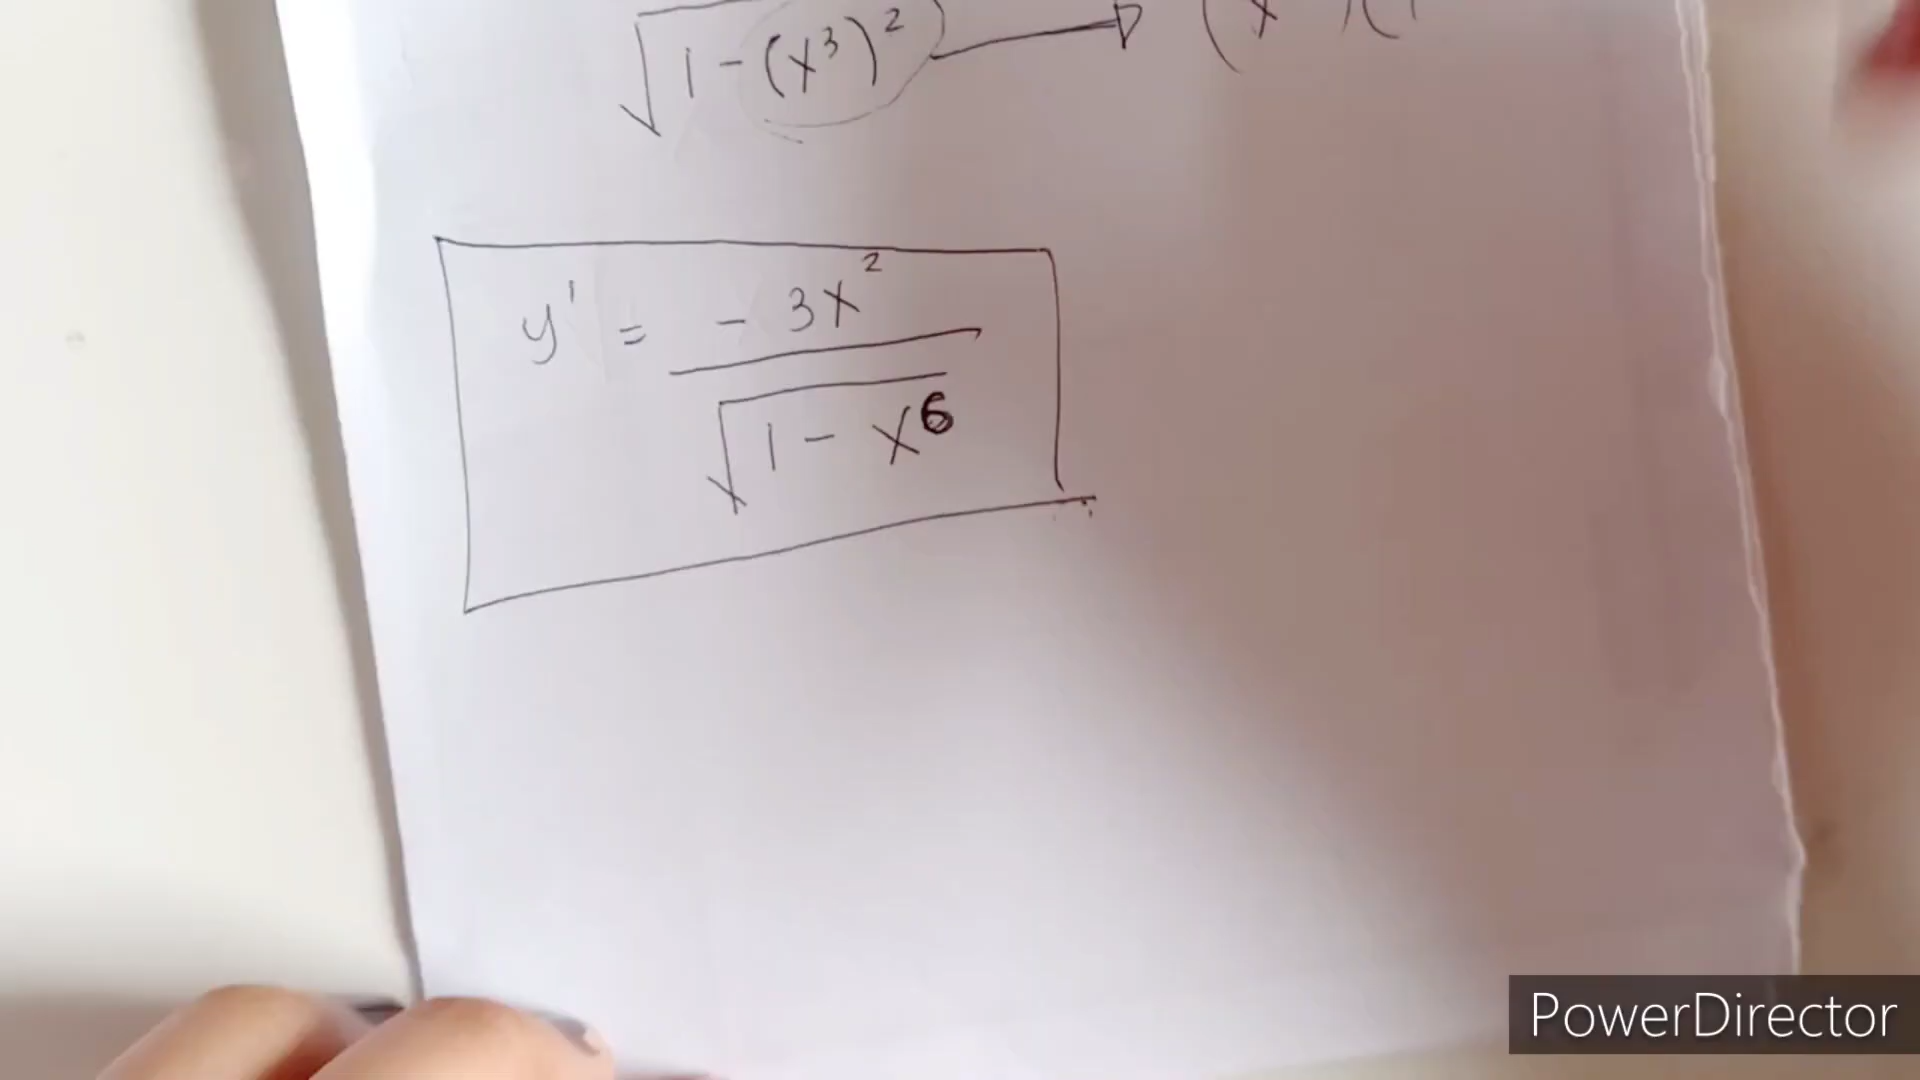 √1-(x³)²
y' = -3x² / √1-x⁶
PowerDirector